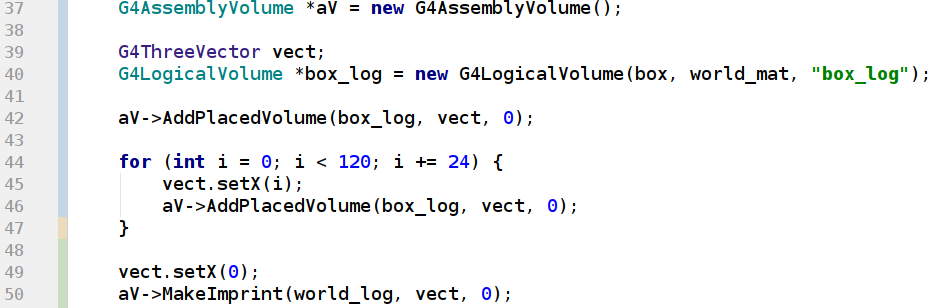 37 G4AssemblyVolume *aV = new G4AssemblyVolume();
38
39 G4ThreeVector vect;
40 G4LogicalVolume *box_log = new G4LogicalVolume(box, world_mat, "box_log");
41
42 aV->AddPlacedVolume(box_log, vect, 0);
43
44 for (int i = 0; i < 120; i += 24) {
45 vect.setX(i);
46 aV->AddPlacedVolume(box_log, vect, 0);
47 }
48
49 vect.setX(0);
50 aV->MakeImprint(world_log, vect, 0);